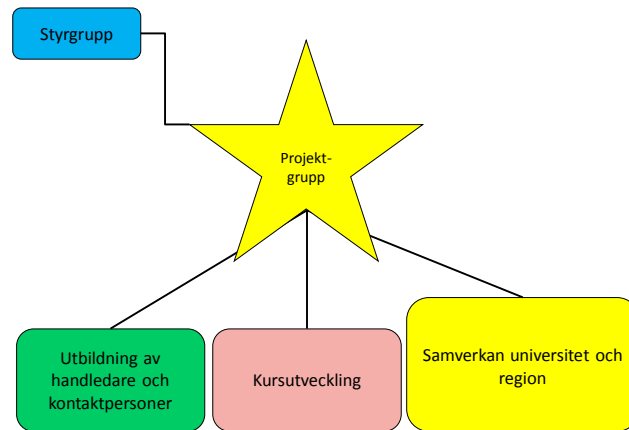 Styrgrupp
Projekt-
grupp
Utbildning av
handledare och
kontaktpersoner
Kursutveckling
Samverkan universitet och
region